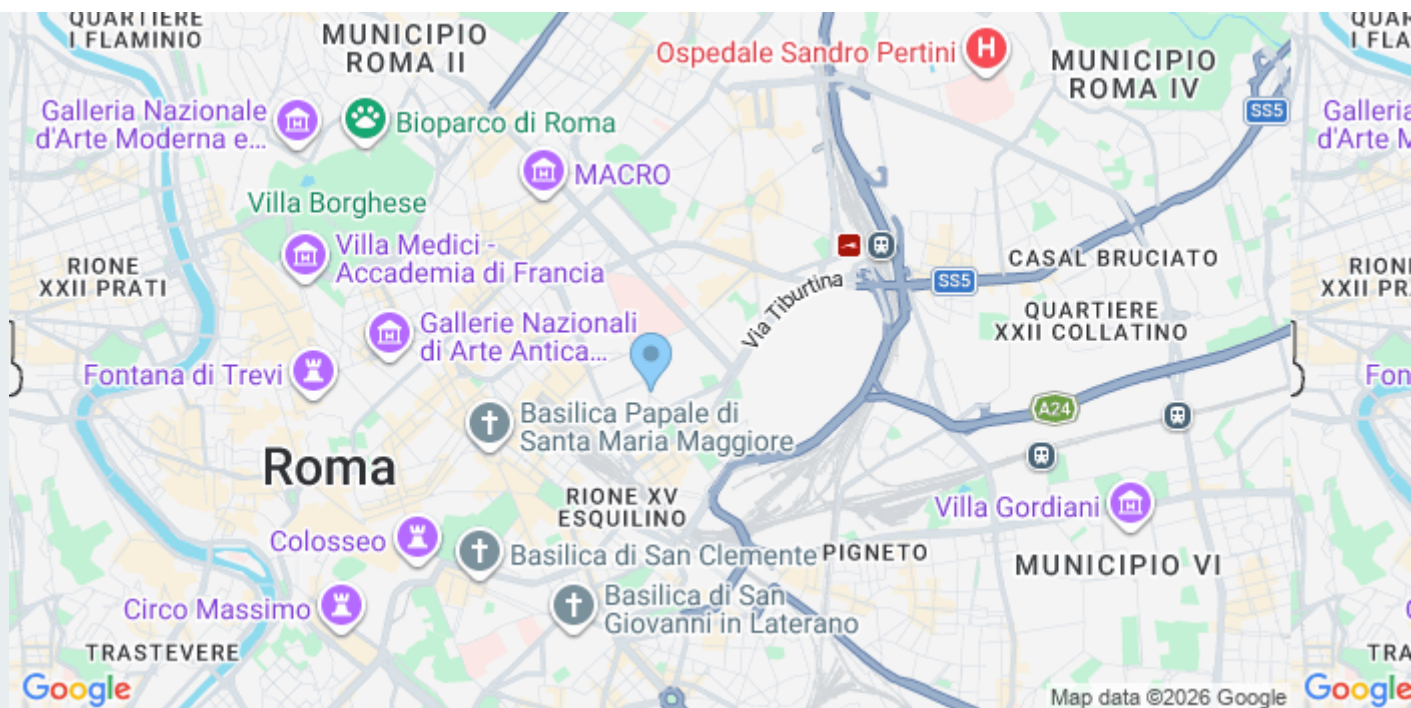 QUARTIERE
I FLAMINIO
MUNICIPIO
ROMA II
Ospedale Sandro Pertini
H
MUNICIPIO
ROMA IV
SS5
Galleria Nazionale
d'Arte Moderna e...
Bioparco di Roma
MACRO
Villa Borghese
Villa Medici -
Accademia di Francia
RIONE
XXII PRATI
Via Tiburtina
SS5
CASAL BRUCIATO
QUARTIERE
XXII COLLATINO
Gallerie Nazionali
di Arte Antica...
Fontana di Trevi
A24
Basilica Papale di
Santa Maria Maggiore
Roma
RIONE XV
ESQUILINO
Villa Gordiani
Colosseo
Basilica di San Clemente
PIGNETO
MUNICIPIO VI
Circo Massimo
Basilica di San
Giovanni in Laterano
TRASTEVERE
Google
Map data ©2026 Google
QUAR
I FLA
Galleria
d'Arte M
RION
XXII PR
Fon
TRA
Google